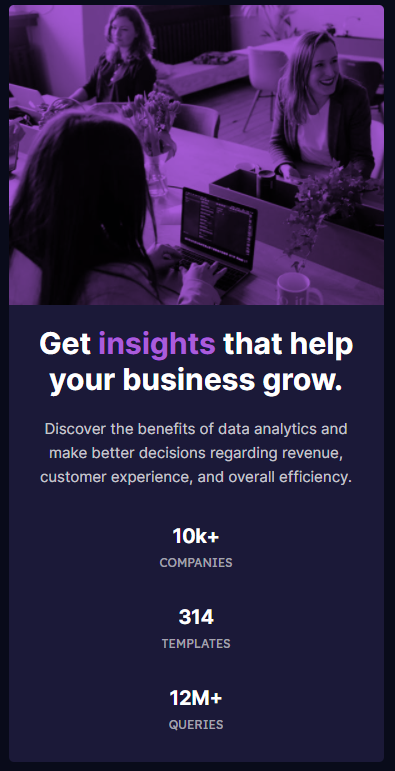 Get insights that help
your business grow.
Discover the benefits of data analytics and
make better decisions regarding revenue,
customer experience, and overall efficiency.
10k+
COMPANIES
314
TEMPLATES
12M+
QUERIES